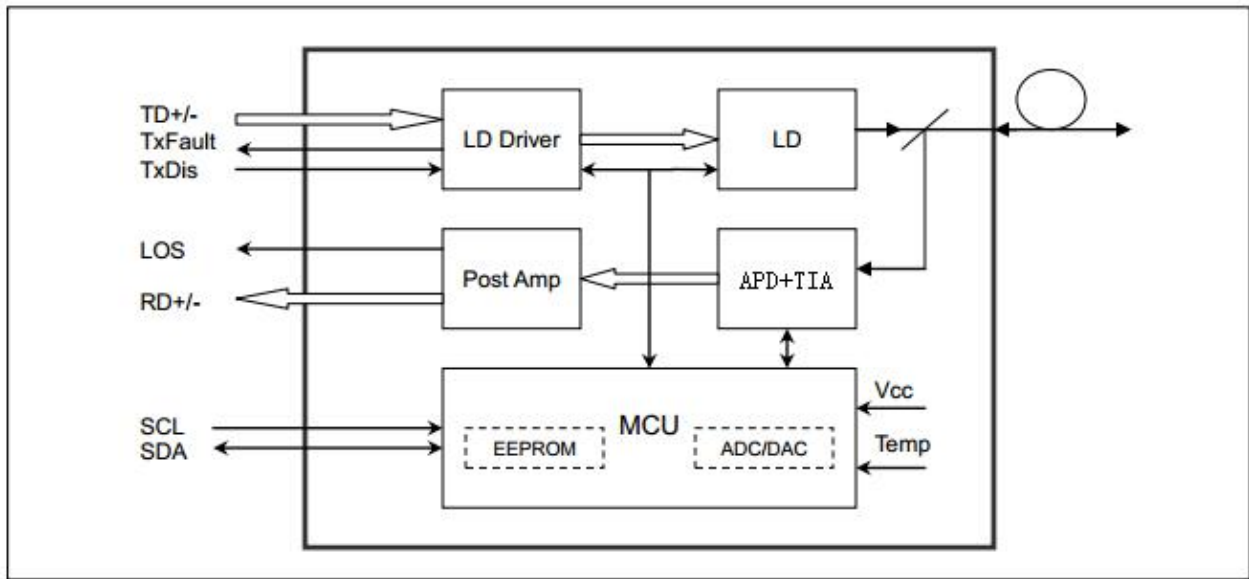 TD+/-
TxFault
TxDis
LD Driver
LD
LOS
RD+/-
Post Amp
APD+TIA
SCL
SDA
MCU
EEPROM
ADC/DAC
Vcc
Temp